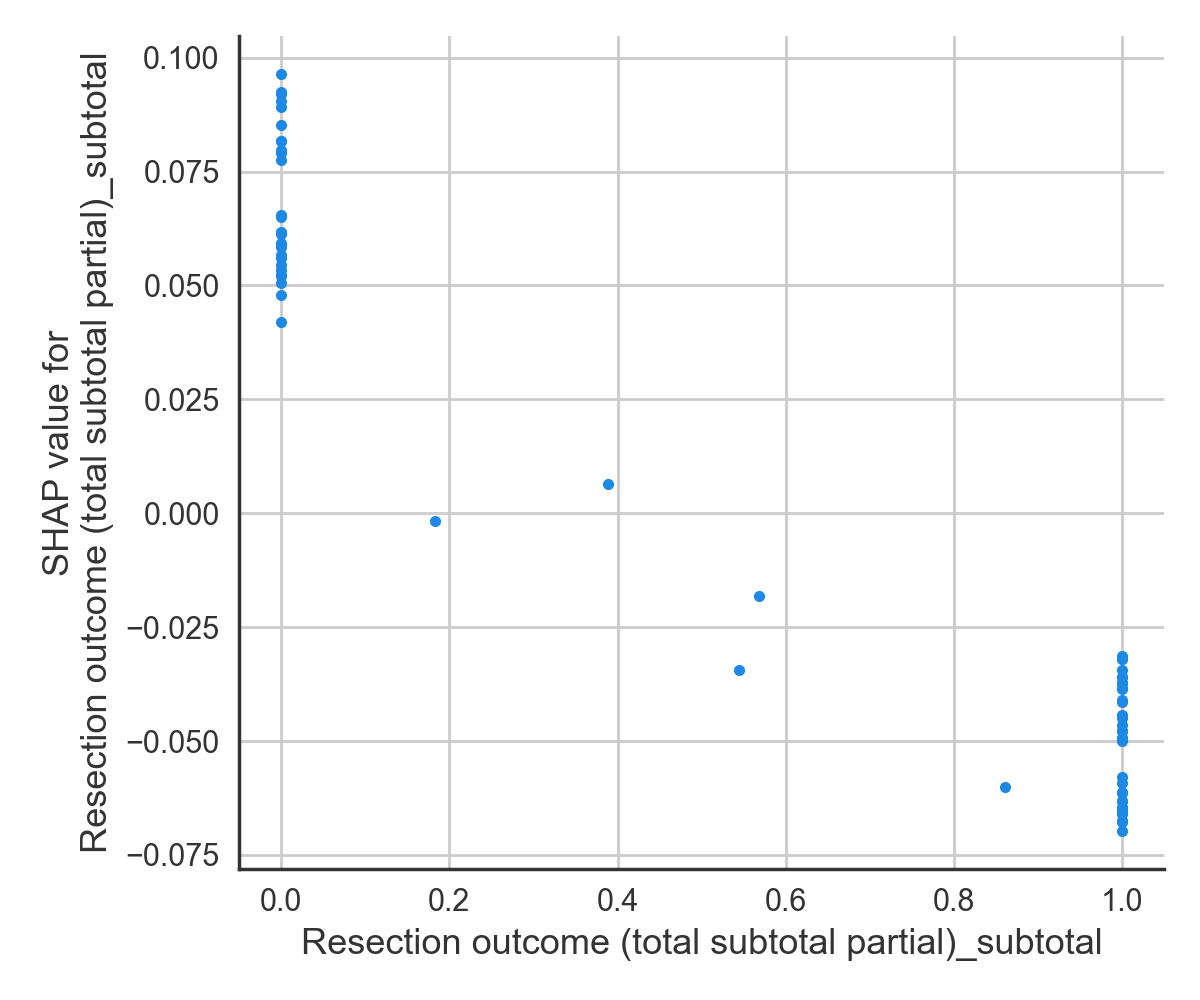 SHAP value for
Resection outcome (total subtotal partial)_subtotal
0.100
0.075
0.050
0.025
0.000
−0.025
−0.050
−0.075
0.0 0.2 0.4 0.6 0.8 1.0
Resection outcome (total subtotal partial)_subtotal